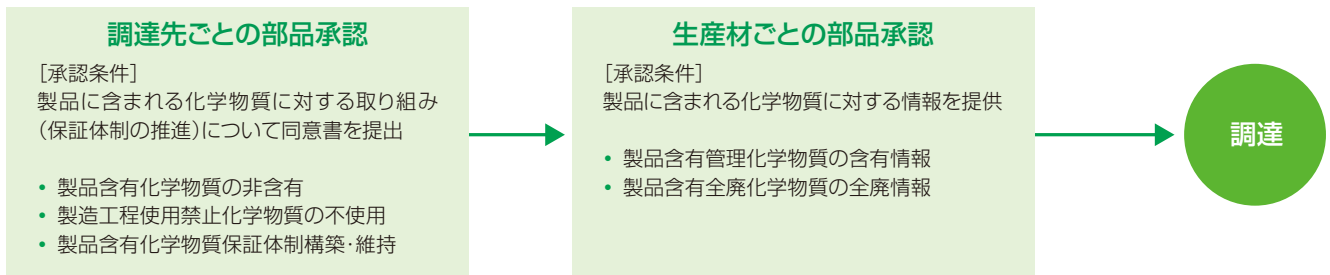 調達先ごとの部品承認
[承認条件]
製品に含まれる化学物質に対する取り組み
(保証体制の推進)について同意書を提出
• 製品含有化学物質の非含有
• 製造工程使用禁止化学物質の不使用
• 製品含有化学物質保証体制構築･維持
生産材ごとの部品承認
[承認条件]
製品に含まれる化学物質に対する情報を提供
• 製品含有管理化学物質の含有情報
• 製品含有全廃化学物質の全廃情報
調達